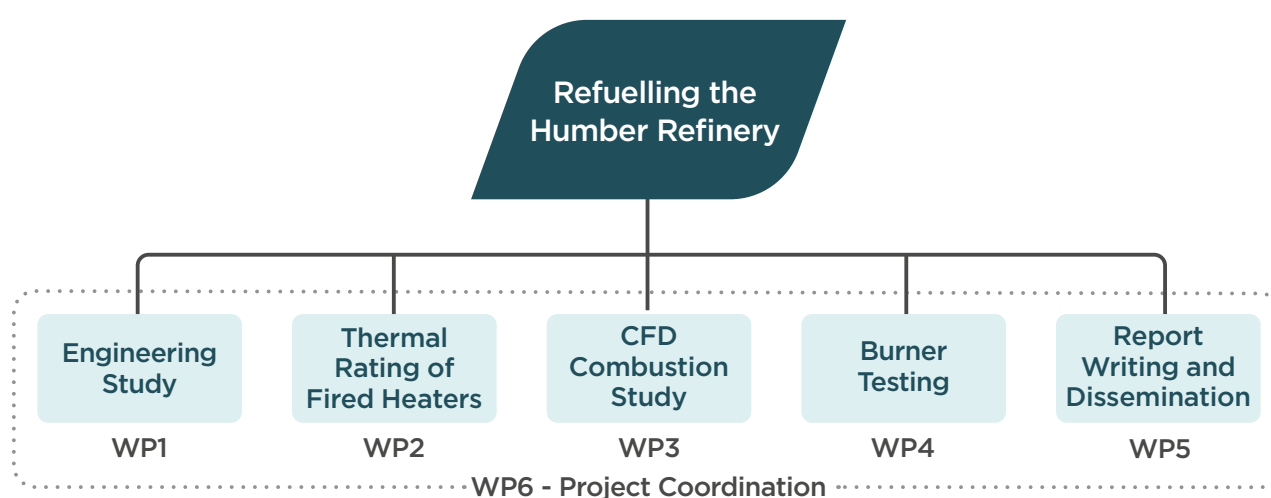 Refuelling the
Humber Refinery
Engineering
Study
WP1
Thermal
Rating of
Fired Heaters
WP2
CFD
Combustion
Study
WP3
Burner
Testing
WP4
Report
Writing and
Dissemination
WP5
WP6 - Project Coordination